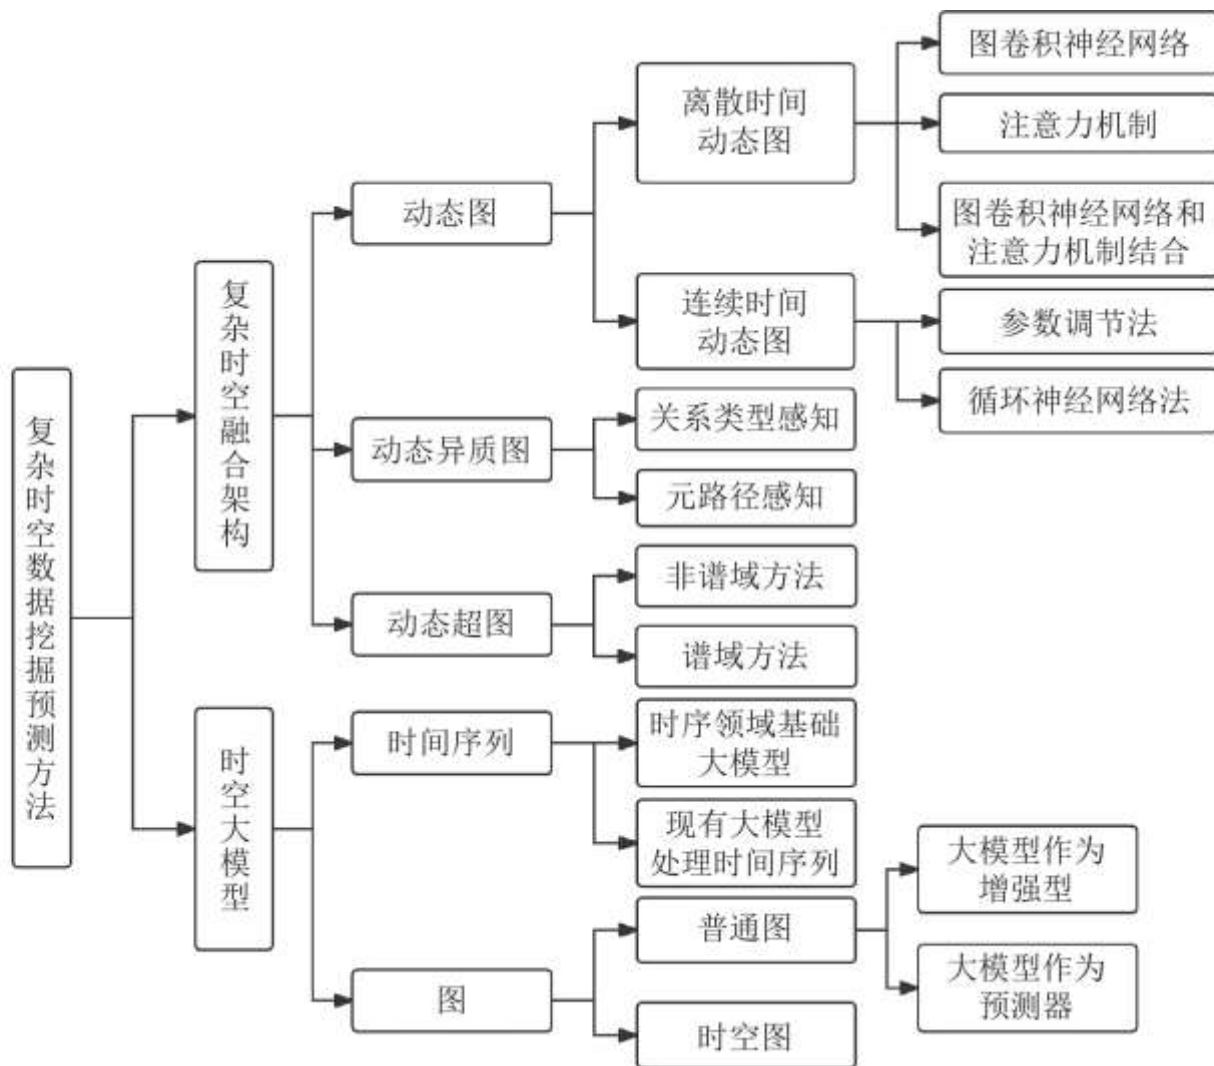 复杂时空数据挖掘预测方法
复杂时空融合架构
动态图
离散时间
动态图
图卷积神经网络
注意力机制
图卷积神经网络和
注意力机制结合
连续时间
动态图
参数调节法
循环神经网络法
动态异质图
关系类型感知
元路径感知
动态超图
非谱域方法
谱域方法
时空大模型
时间序列
时序领域基础
大模型
现有大模型
处理时间序列
图
普通图
大模型作为
增强型
大模型作为
预测器
时空图